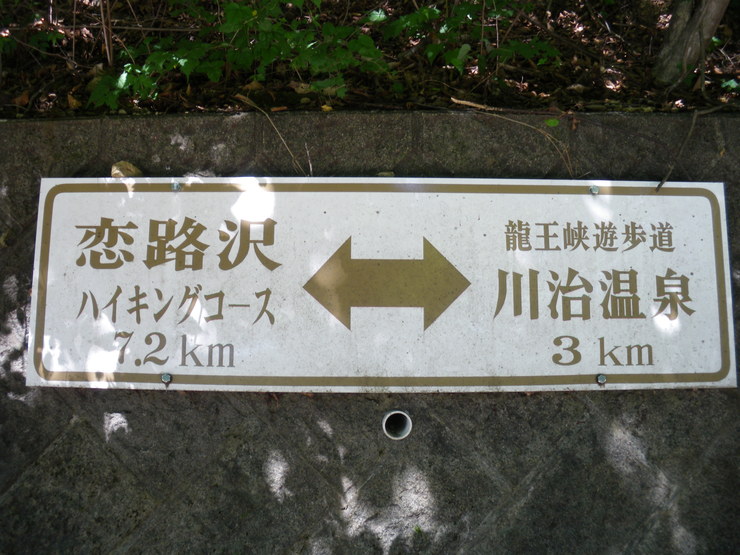 恋路沢
ハイキングコース
7.2 km
龍王峡遊歩道
川治温泉
3 km